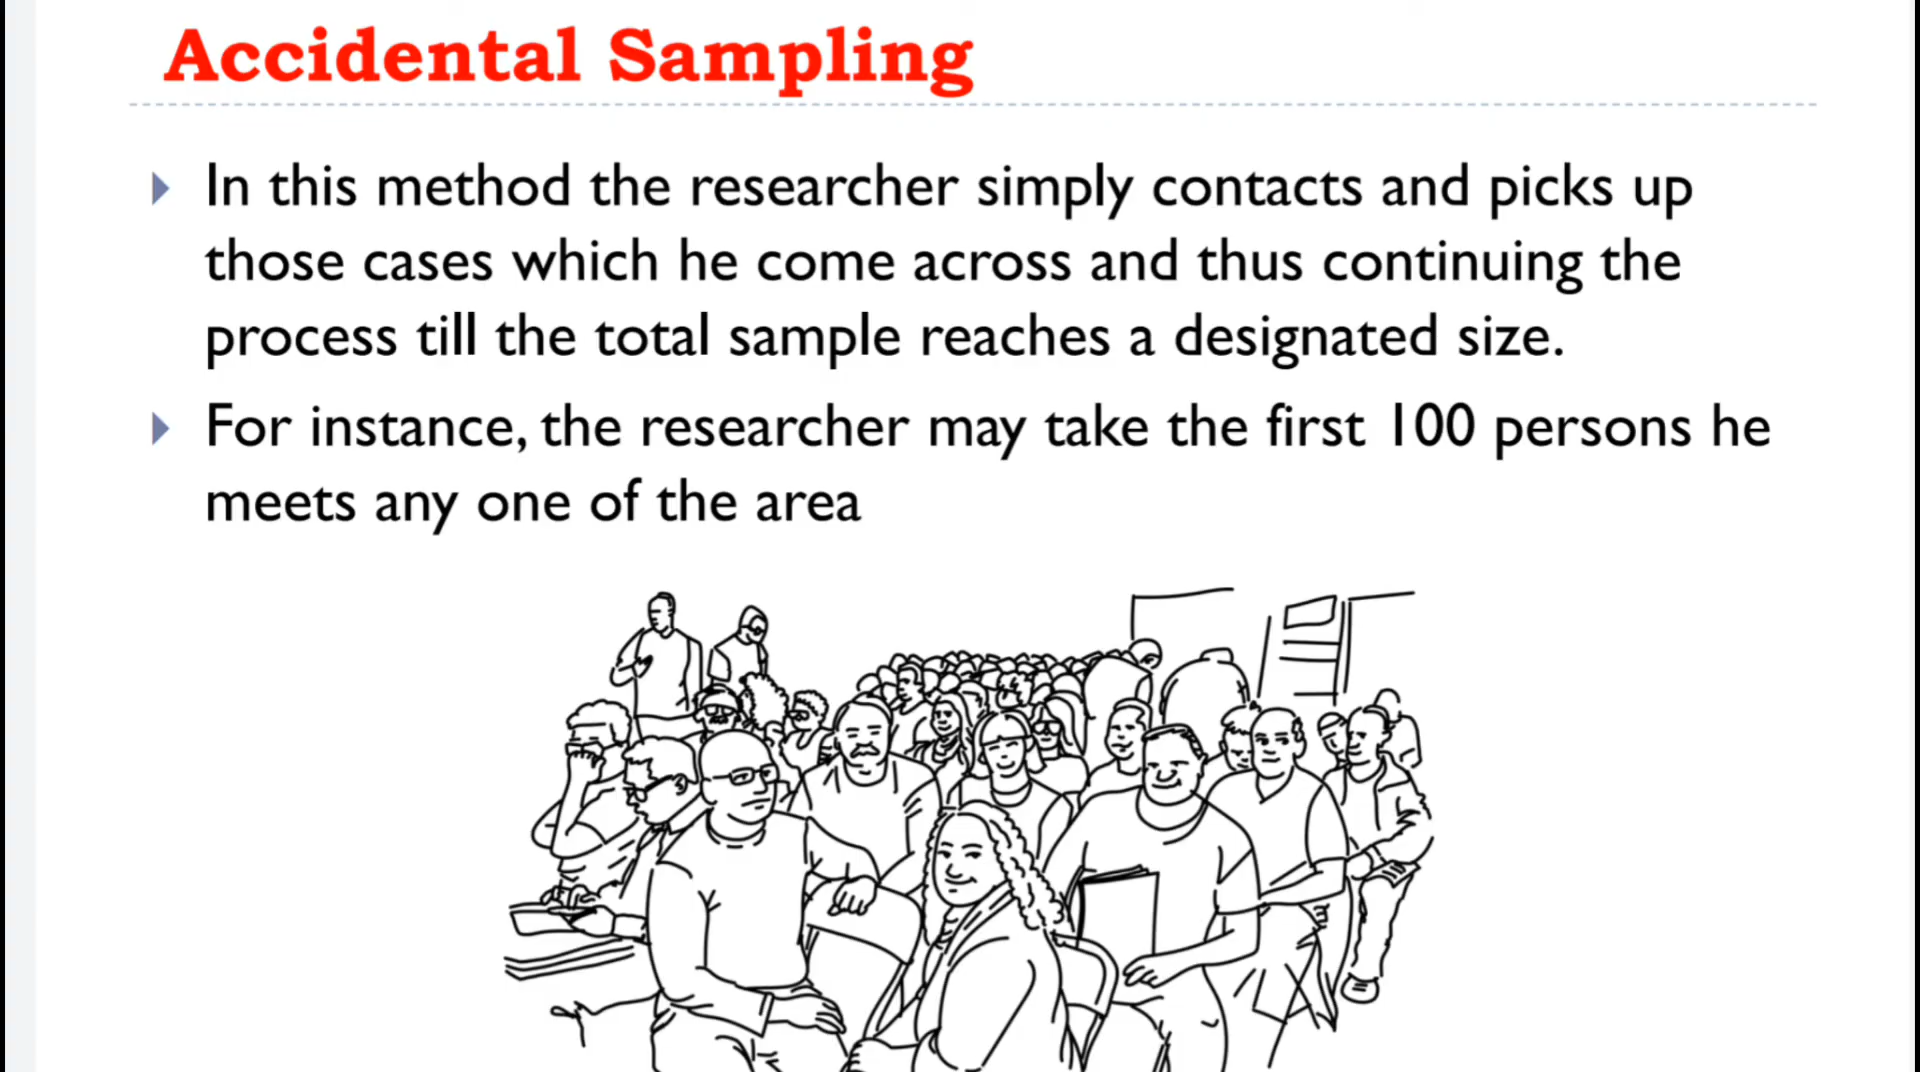 Accidental Sampling
In this method the researcher simply contacts and picks up
those cases which he come across and thus continuing the
process till the total sample reaches a designated size.
For instance, the researcher may take the first 100 persons he
meets any one of the area